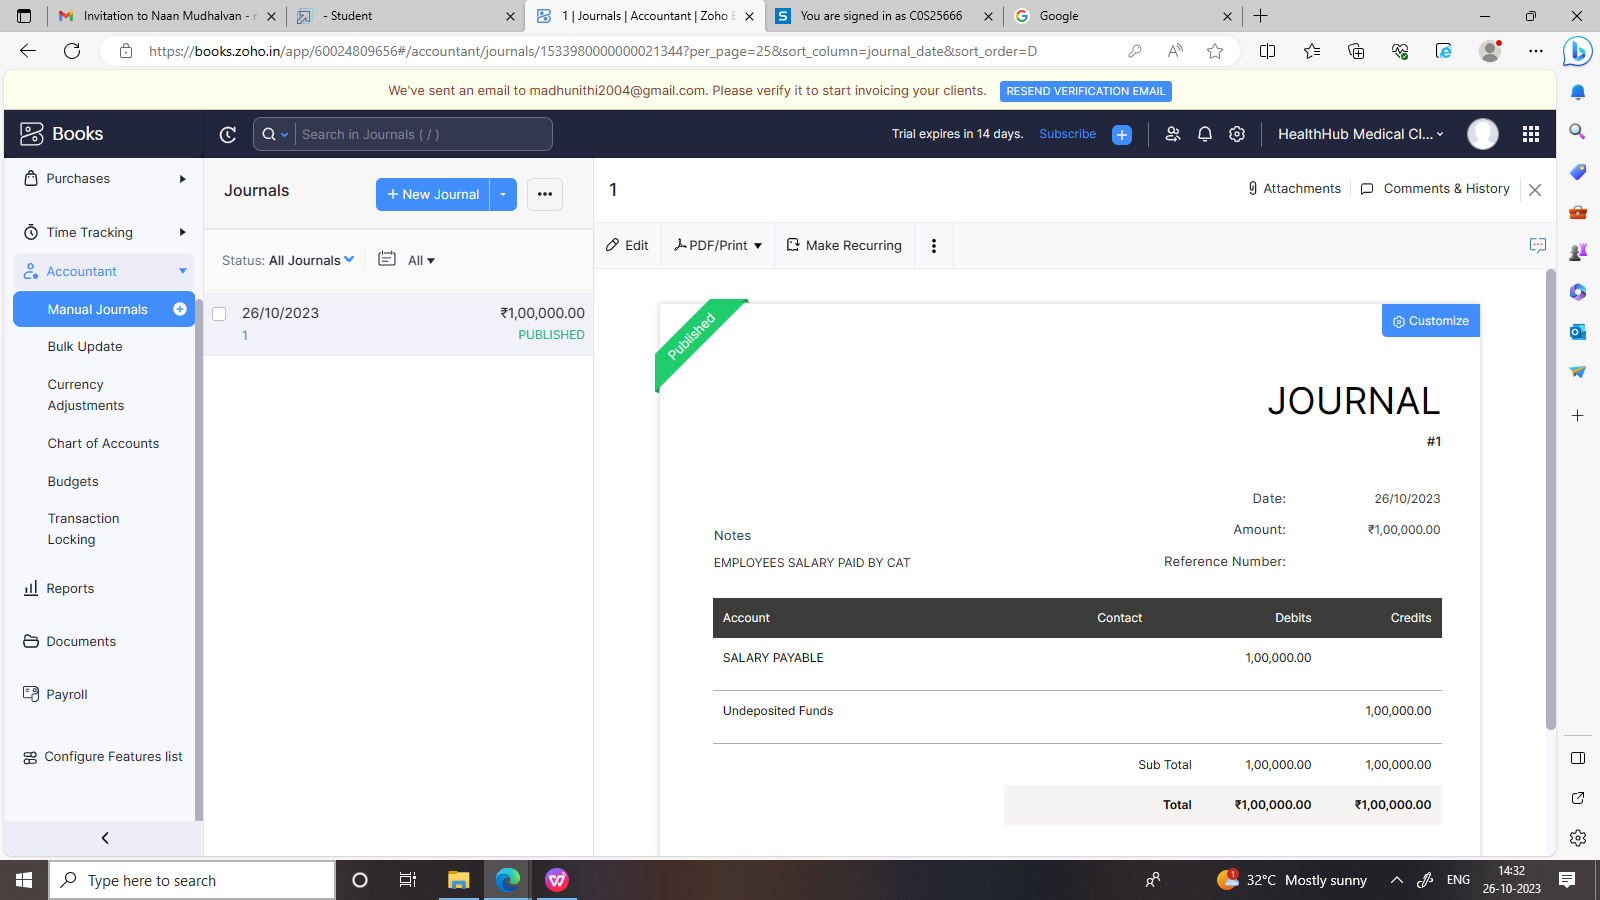 Invitation to Naan Mudhalvan -
- Student
1 | Journals | Accountant | Zoho
You are signed in as C0S25666
Google
https://books.zoho.in/app/60024809656#/accountant/journals/1533980000000021344?per_page=25&sort_column=journal_date&sort_order=D
We've sent an email to madhunithi2004@gmail.com. Please verify it to start invoicing your clients.
RESEND VERIFICATION EMAIL
Books
Search in Journals ( / )
Trial expires in 14 days.
Subscribe
HealthHub Medical Cl...
Purchases
Time Tracking
Accountant
Manual Journals
Bulk Update
Currency
Adjustments
Chart of Accounts
Budgets
Transaction
Locking
Reports
Documents
Payroll
Configure Features list
Journals
+ New Journal
Status: All Journals
All
26/10/2023
₹1,00,000.00
1
PUBLISHED
1
Attachments
Comments & History
Edit
PDF/Print
Make Recurring
Published
Customize
JOURNAL
#1
Date: 26/10/2023
Amount: ₹1,00,000.00
Reference Number:
Notes
EMPLOYEES SALARY PAID BY CAT
Account Contact Debits Credits
SALARY PAYABLE 1,00,000.00
Undeposited Funds 1,00,000.00
Sub Total 1,00,000.00 1,00,000.00
Total ₹1,00,000.00 ₹1,00,000.00
Type here to search
1
32°C Mostly sunny
ENG
14:32
26-10-2023